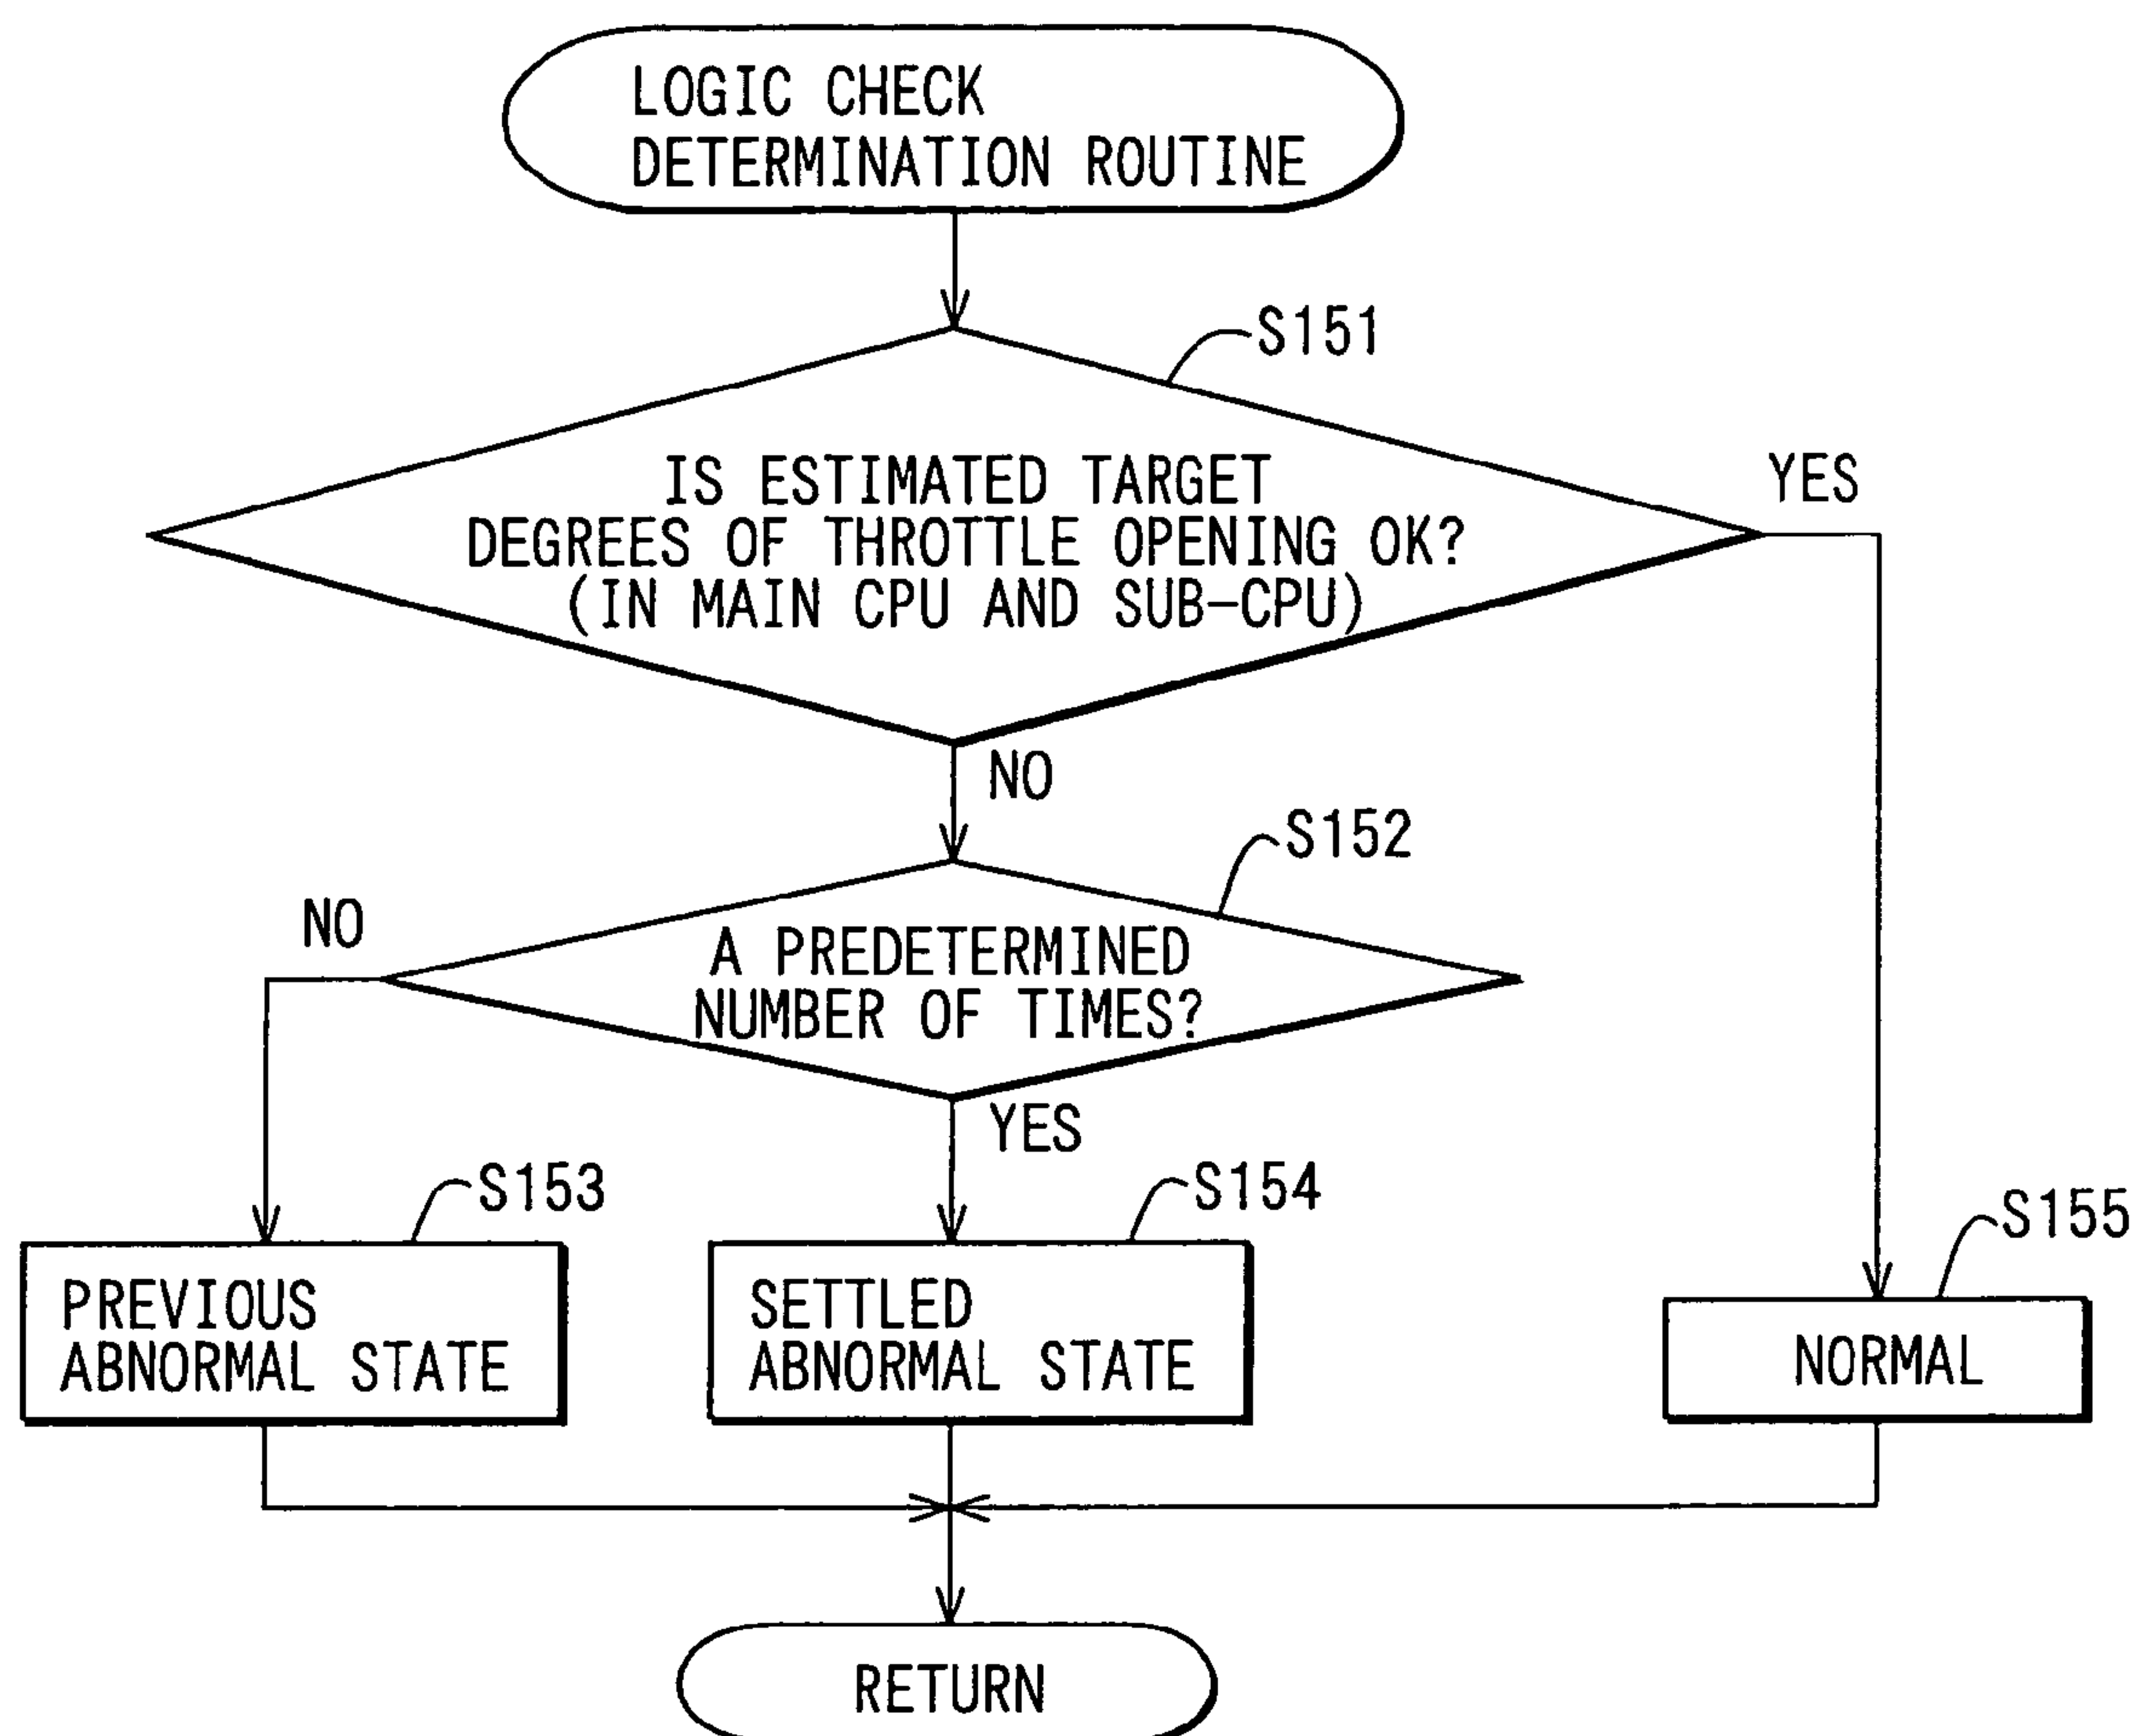 LOGIC CHECK
DETERMINATION ROUTINE
S151
IS ESTIMATED TARGET
DEGREES OF THROTTLE OPENING OK?
(IN MAIN CPU AND SUB-CPU)
YES
NO
S152
A PREDETERMINED
NUMBER OF TIMES?
NO
YES
S153
PREVIOUS
ABNORMAL STATE
S154
SETTLED
ABNORMAL STATE
S155
NORMAL
RETURN